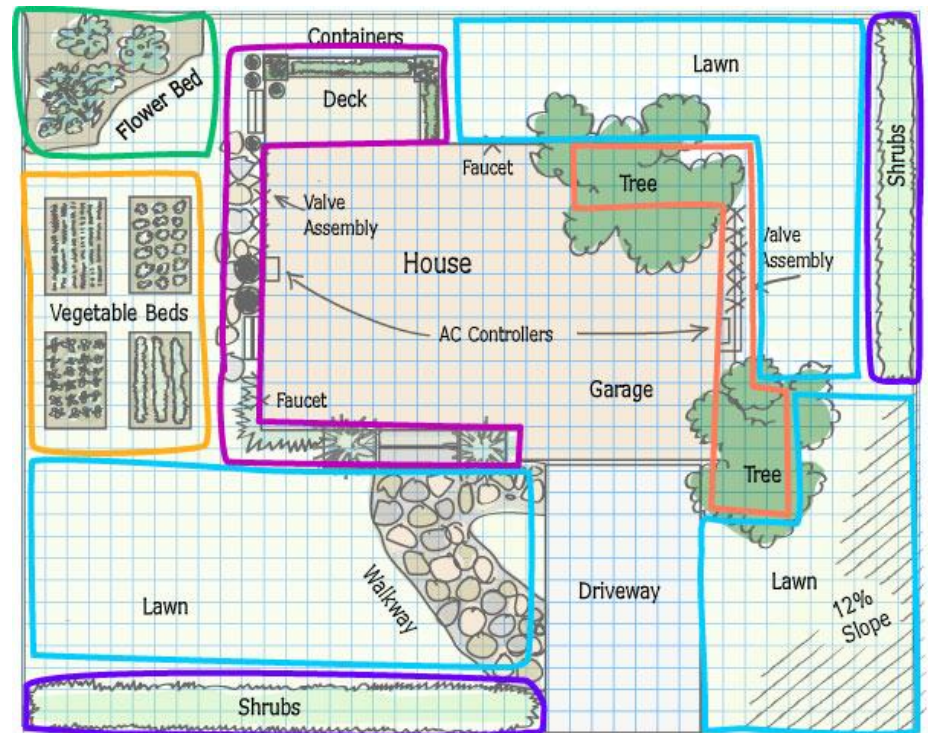 Containers
Lawn
Deck
Flower Bed
Shrubs
Faucet
Tree
Valve
Assembly
Valve
Assembly
House
Vegetable Beds
AC Controllers
Garage
Faucet
Tree
Walkway
Driveway
Lawn
12%
Slope
Lawn
Shrubs